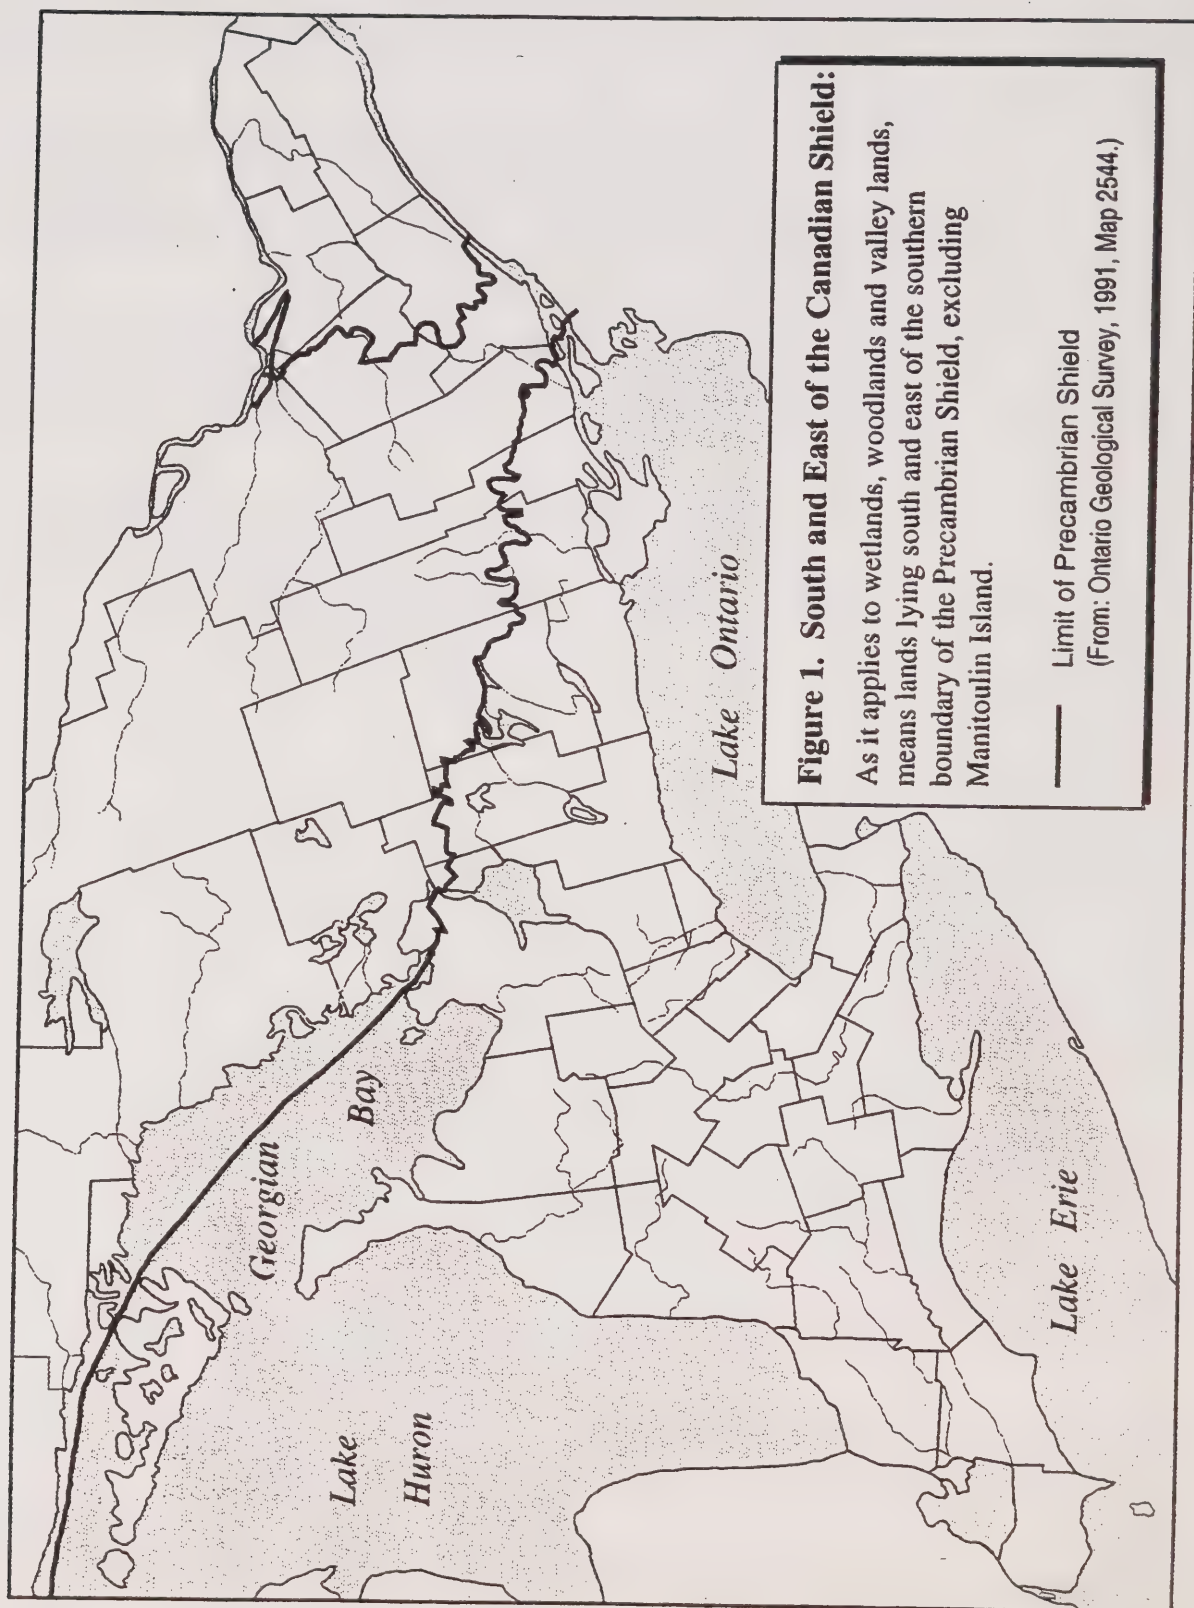 Georgian
Bay
Lake
Huron
Lake Ontario
Lake Erie
Figure 1. South and East of the Canadian Shield:
As it applies to wetlands, woodlands and valley lands,
means lands lying south and east of the southern
boundary of the Precambrian Shield, excluding
Manitoulin Island.
Limit of Precambrian Shield
(From: Ontario Geological Survey, 1991, Map 2544.)